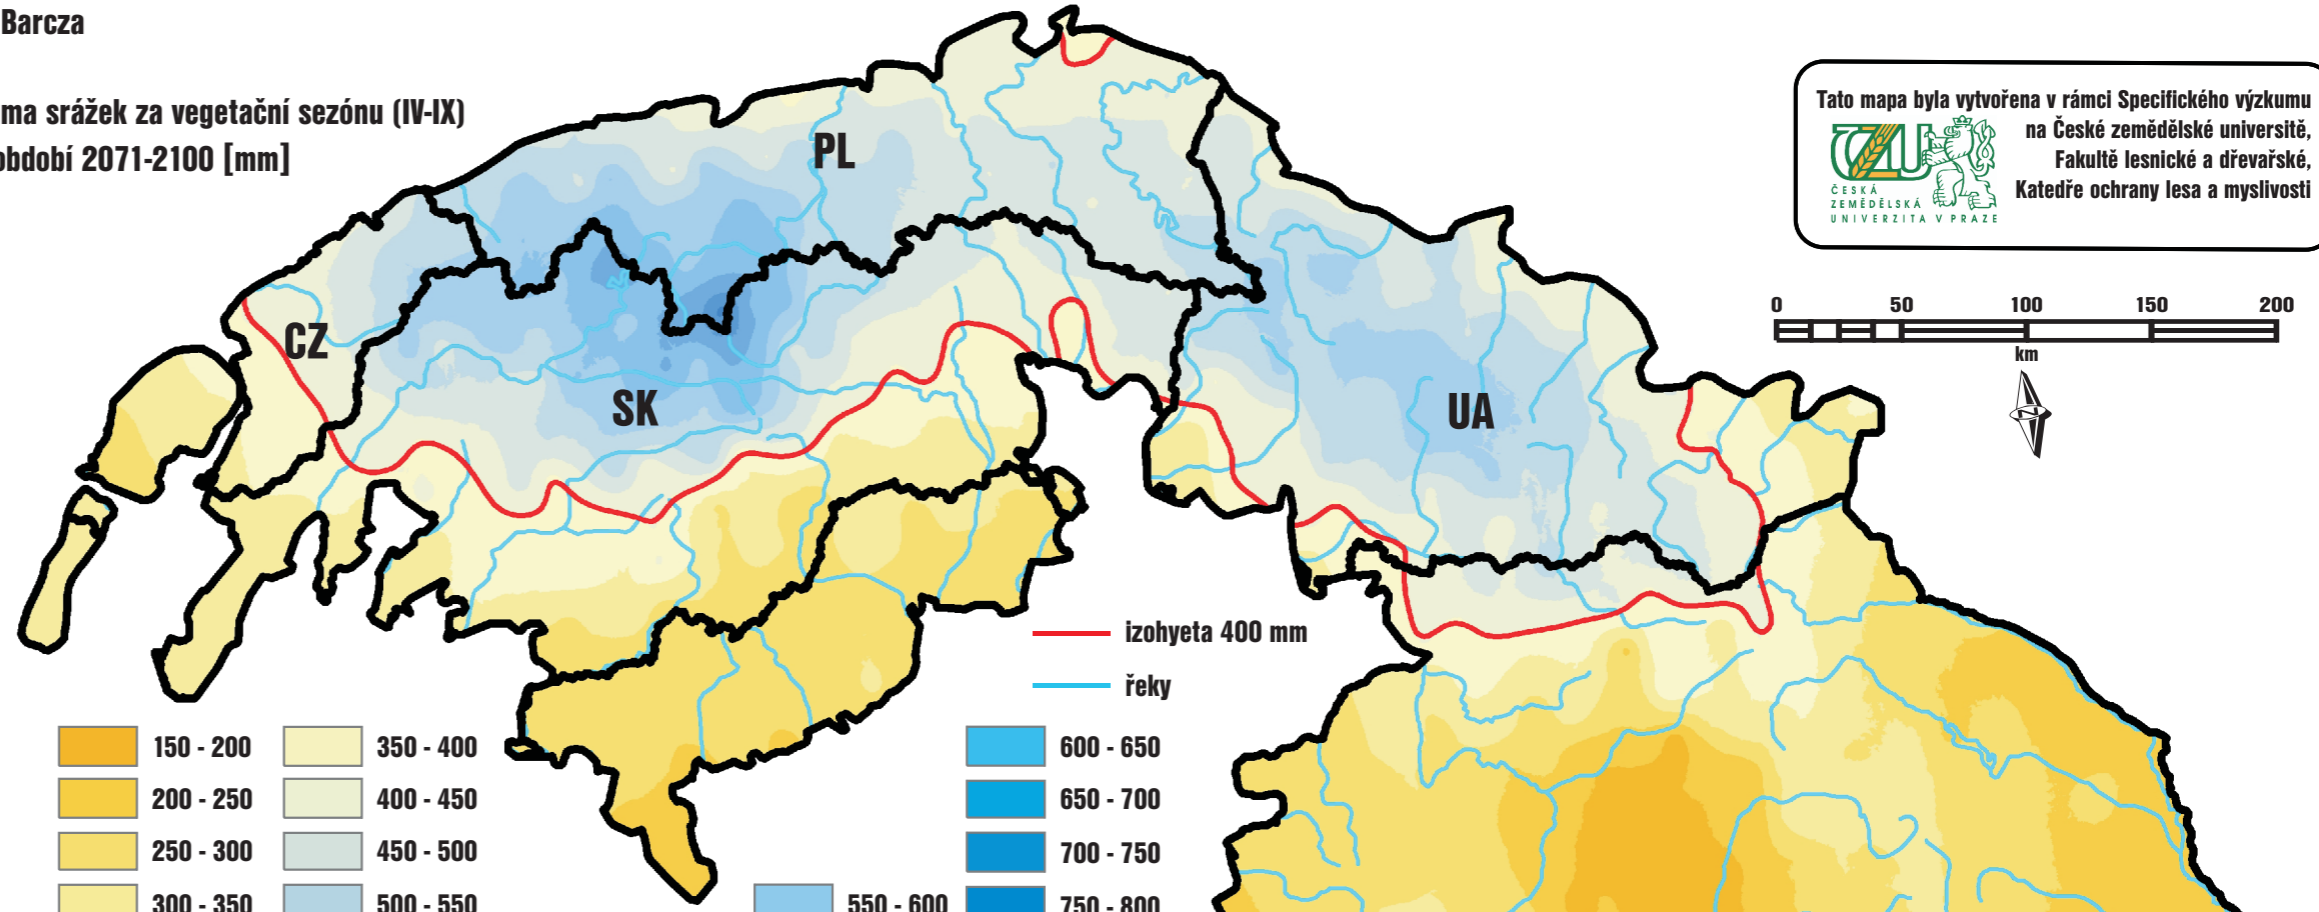 Barcza
ma srážek za vegetační sezónu (IV-IX)
období 2071-2100 [mm]
Tato mapa byla vytvořena v rámci Specifického výzkumu
na České zemědělské universitě,
Fakultě lesnické a dřevařské,
Katedře ochrany lesa a myslivosti
ČZU
ČESKÁ
ZEMĚDĚLSKÁ
UNIVERZITA V PRAZE
0 50 100 150 200
km
N
PL
CZ
SK
UA
izohyeta 400 mm
řeky
150 - 200
200 - 250
250 - 300
300 - 350
350 - 400
400 - 450
450 - 500
500 - 550
550 - 600
600 - 650
650 - 700
700 - 750
750 - 800